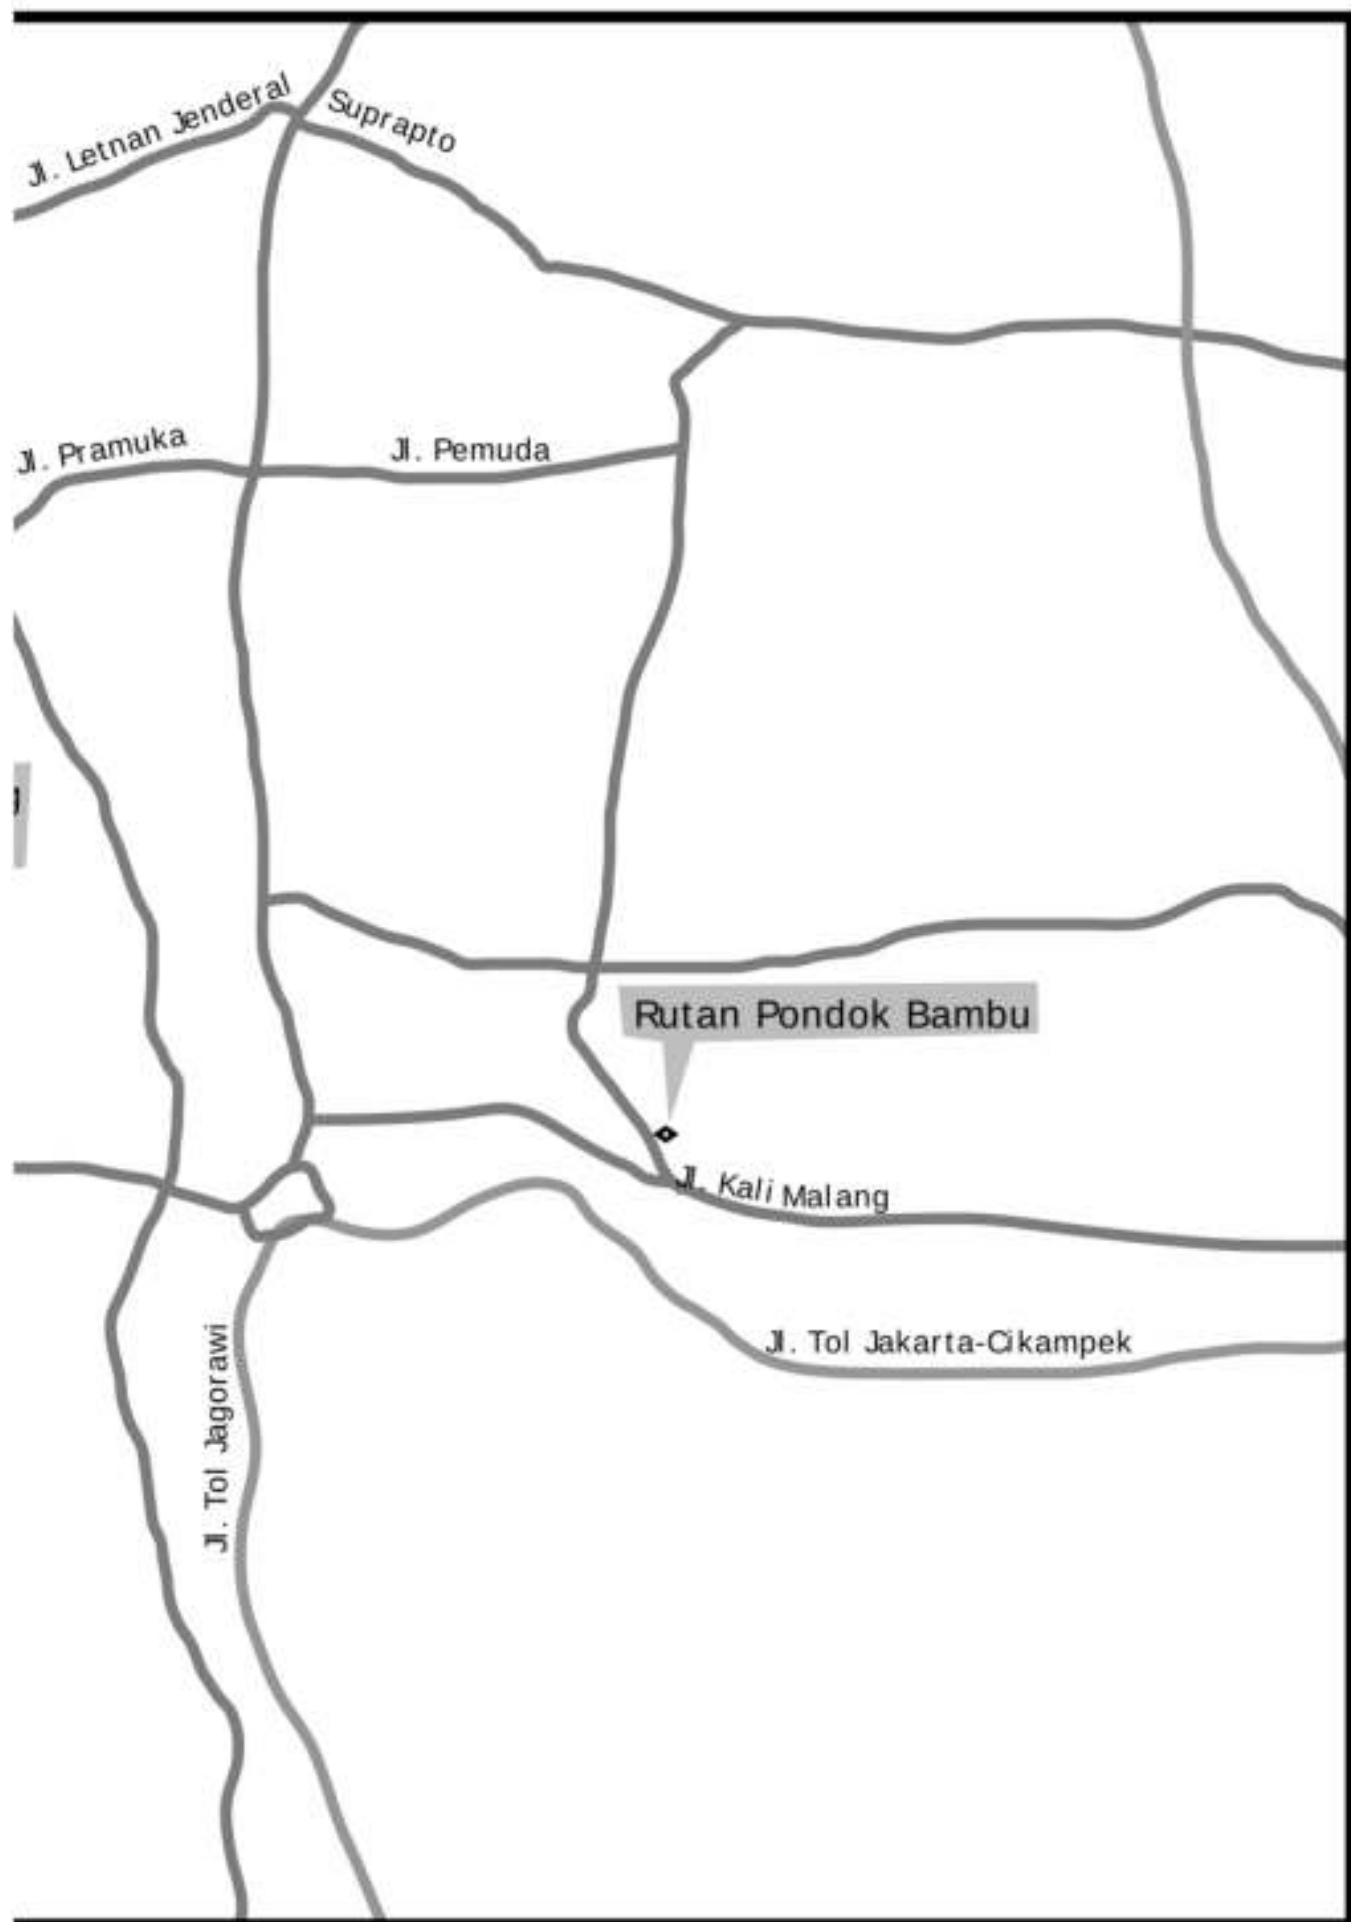 Jl. Letnan Jenderal Suprapto
Jl. Pramuka
Jl. Pemuda
Rutan Pondok Bambu
Jl. Kali Malang
Jl. Tol Jakarta-Cikampek
Jl. Tol Jagorawi